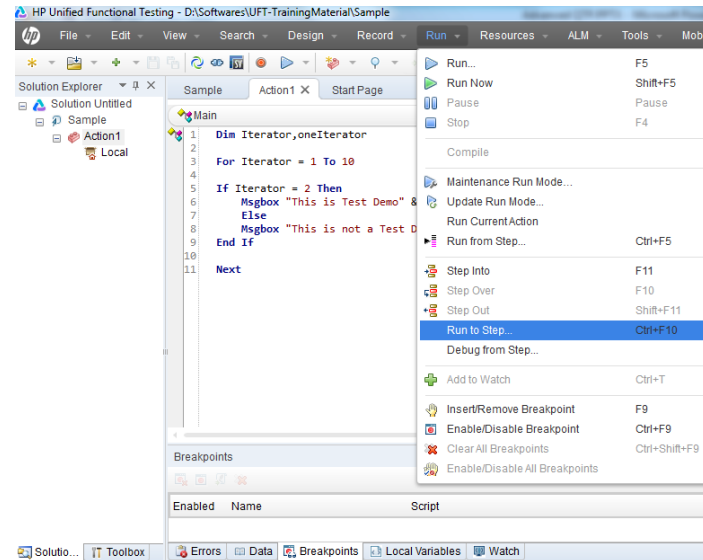 HP Unified Functional Testing - D:\Softwares\UFT-TrainingMaterial\Sample
hp File Edit View Search Design Record Run Resources ALM Tools Mob
Solution Explorer
Solution Untitled
Sample
Action1
Local
Sample Action1 Start Page
Main
1 Dim Iterator,oneIterator
2
3 For Iterator = 1 To 10
4
5 If Iterator = 2 Then
6 Msgbox "This is Test Demo" &
7 Else
8 Msgbox "This is not a Test D
9 End If
10
11 Next
Run... F5
Run Now Shift+F5
Pause Pause
Stop F4
Compile
Maintenance Run Mode...
Update Run Mode...
Run Current Action
Run from Step... Ctrl+F5
Step Into F11
Step Over F10
Step Out Shift+F11
Run to Step... Ctrl+F10
Debug from Step...
Add to Watch Ctrl+T
Insert/Remove Breakpoint F9
Enable/Disable Breakpoint Ctrl+F9
Clear All Breakpoints Ctrl+Shift+F9
Enable/Disable All Breakpoints
Breakpoints
Enabled Name Script
Solutio... Toolbox Errors Data Breakpoints Local Variables Watch